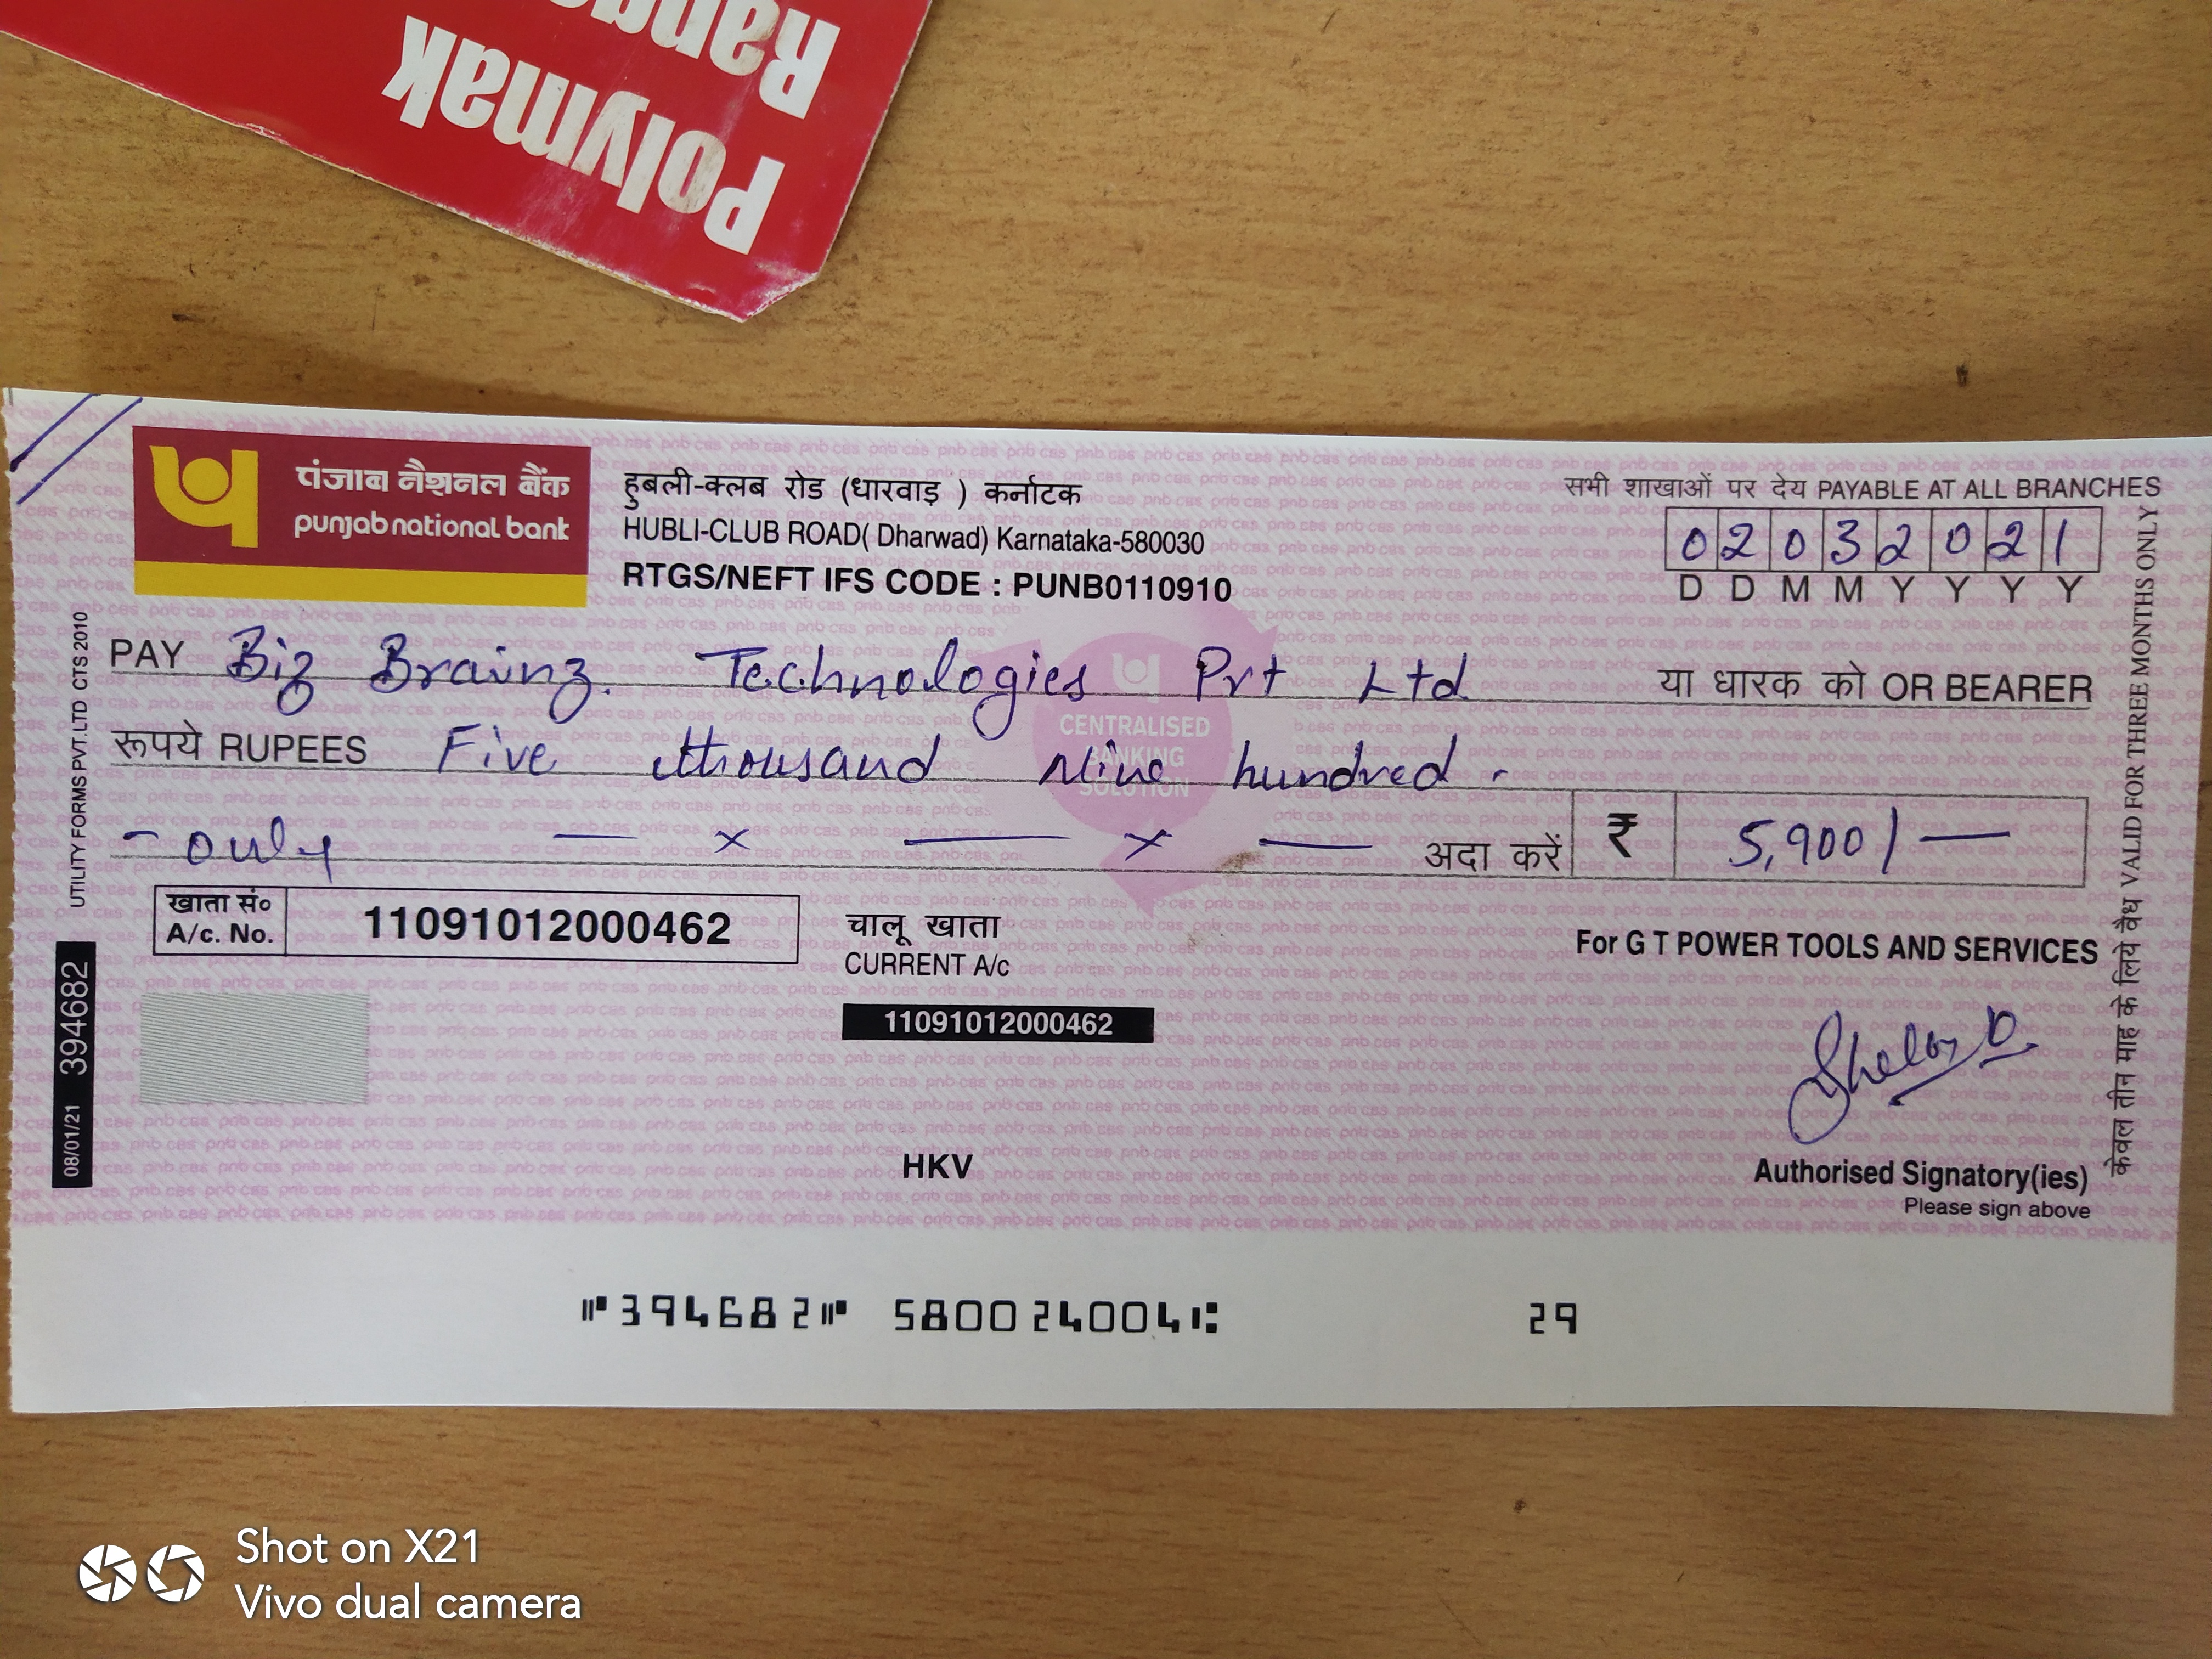 Polymak
पंजाब नैशनल बैंक
punjab national bank
हुबली-क्लब रोड (धारवाड़ ) कर्नाटक
HUBLI-CLUB ROAD( Dharwad) Karnataka-580030
RTGS/NEFT IFS CODE : PUNB0110910
सभी शाखाओं पर देय PAYABLE AT ALL BRANCHES
0 2 0 3 2 0 2 1
D D M M Y Y Y Y
PAY Biz Brainz. Technologies Pvt Ltd या धारक को OR BEARER
CENTRALISED
BANKING
SOLUTION
रूपये RUPEES Five thousand Nine hundred.
- only — x — x — अदा करें ₹ 5,900/—
खाता सं०
A/c. No. 11091012000462
चालू खाता
CURRENT A/c
11091012000462
For G T POWER TOOLS AND SERVICES
HKV
Authorised Signatory(ies)
Please sign above
UTILITY FORMS PVT.LTD CTS 2010
08/01/21 394682
केवल तीन माह के लिये वैध VALID FOR THREE MONTHS ONLY
⑈394682⑈ 580024004⑆ 29
Shot on X21
Vivo dual camera